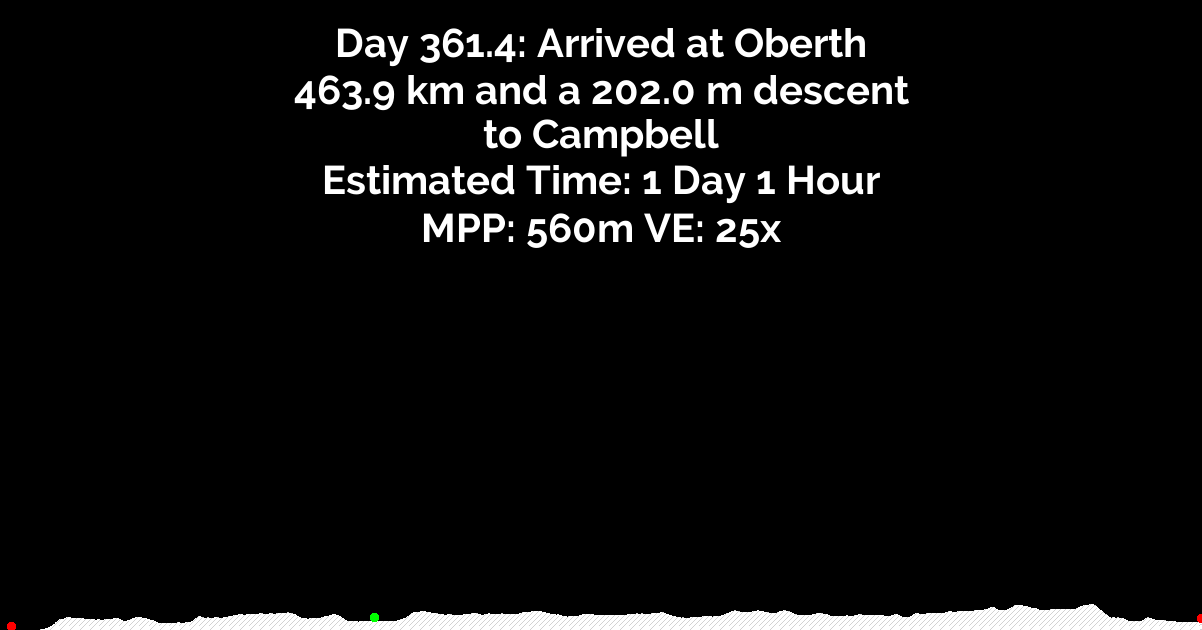 Day 361.4: Arrived at Oberth
463.9 km and a 202.0 m descent
to Campbell
Estimated Time: 1 Day 1 Hour
MPP: 560m VE: 25x